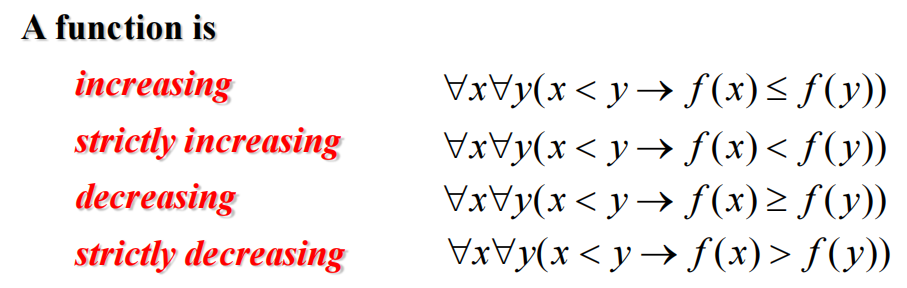 A function is
increasing ∀x∀y(x < y → f(x) ≤ f(y))
strictly increasing ∀x∀y(x < y → f(x) < f(y))
decreasing ∀x∀y(x < y → f(x) ≥ f(y))
strictly decreasing ∀x∀y(x < y → f(x) > f(y))